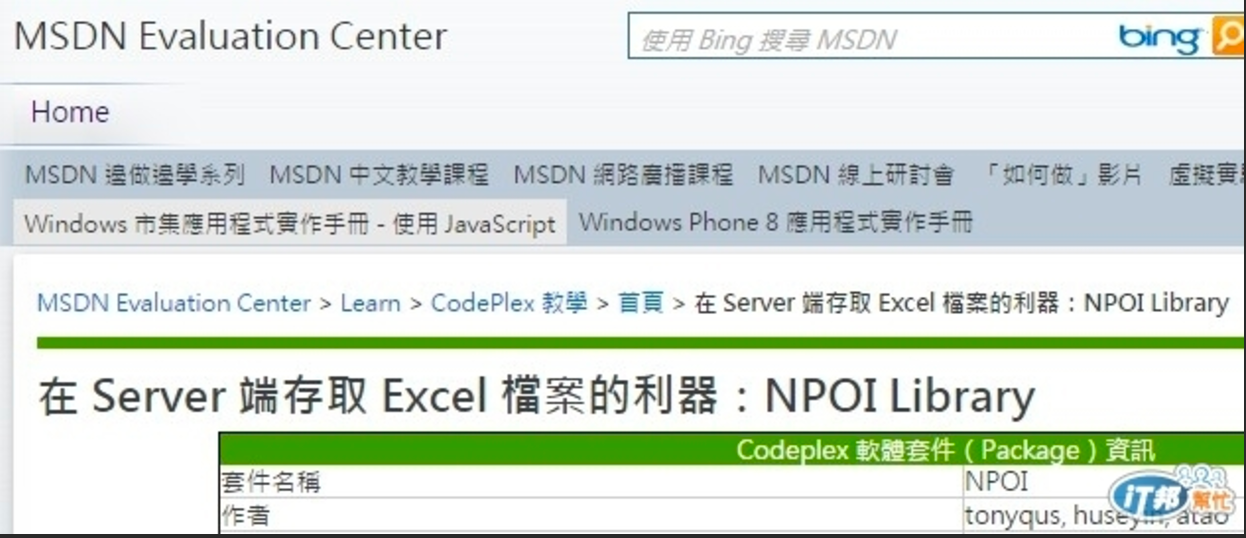 MSDN Evaluation Center
使用 Bing 搜尋 MSDN bing
Home
MSDN 邊做邊學系列 MSDN 中文教學課程 MSDN 網路廣播課程 MSDN 線上研討會 「如何做」影片 虛擬實
Windows 市集應用程式實作手冊 - 使用 JavaScript Windows Phone 8 應用程式實作手冊
MSDN Evaluation Center > Learn > CodePlex 教學 > 首頁 > 在 Server 端存取 Excel 檔案的利器：NPOI Library
在 Server 端存取 Excel 檔案的利器：NPOI Library
Codeplex 軟體套件（Package）資訊
套件名稱 NPOI
作者 tonyqus, huseyin, atao
iT邦幫忙